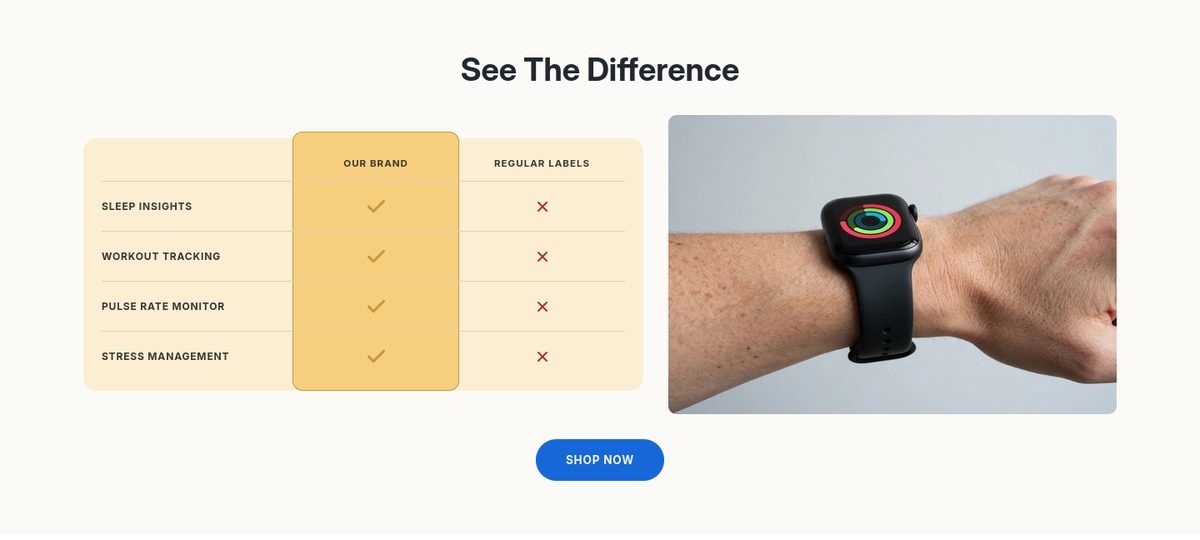 See The Difference
OUR BRAND
REGULAR LABELS
SLEEP INSIGHTS
WORKOUT TRACKING
PULSE RATE MONITOR
STRESS MANAGEMENT
SHOP NOW